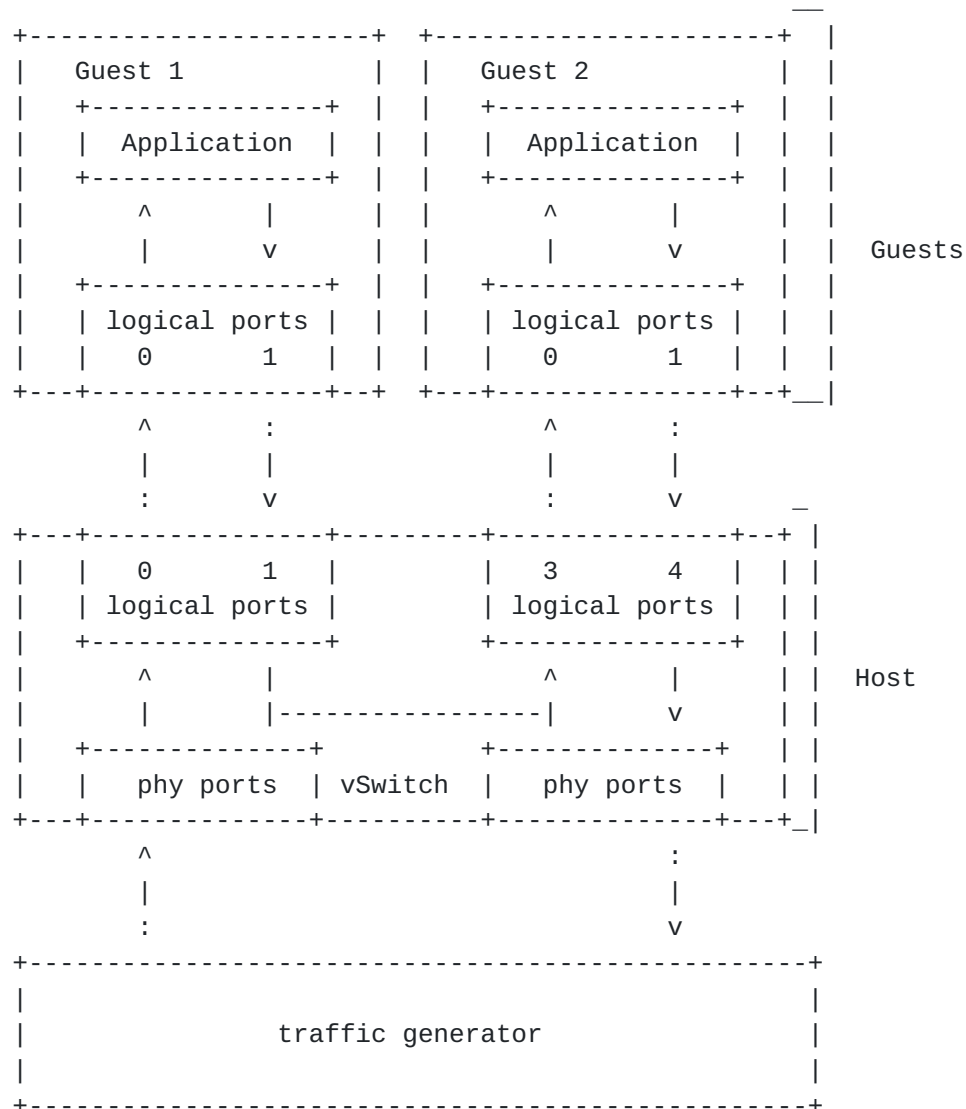 Guest 1 Guest 2
Application Application
Guests
logical ports logical ports
0 1 0 1
0 1 3 4
logical ports logical ports
Host
phy ports vSwitch phy ports
traffic generator